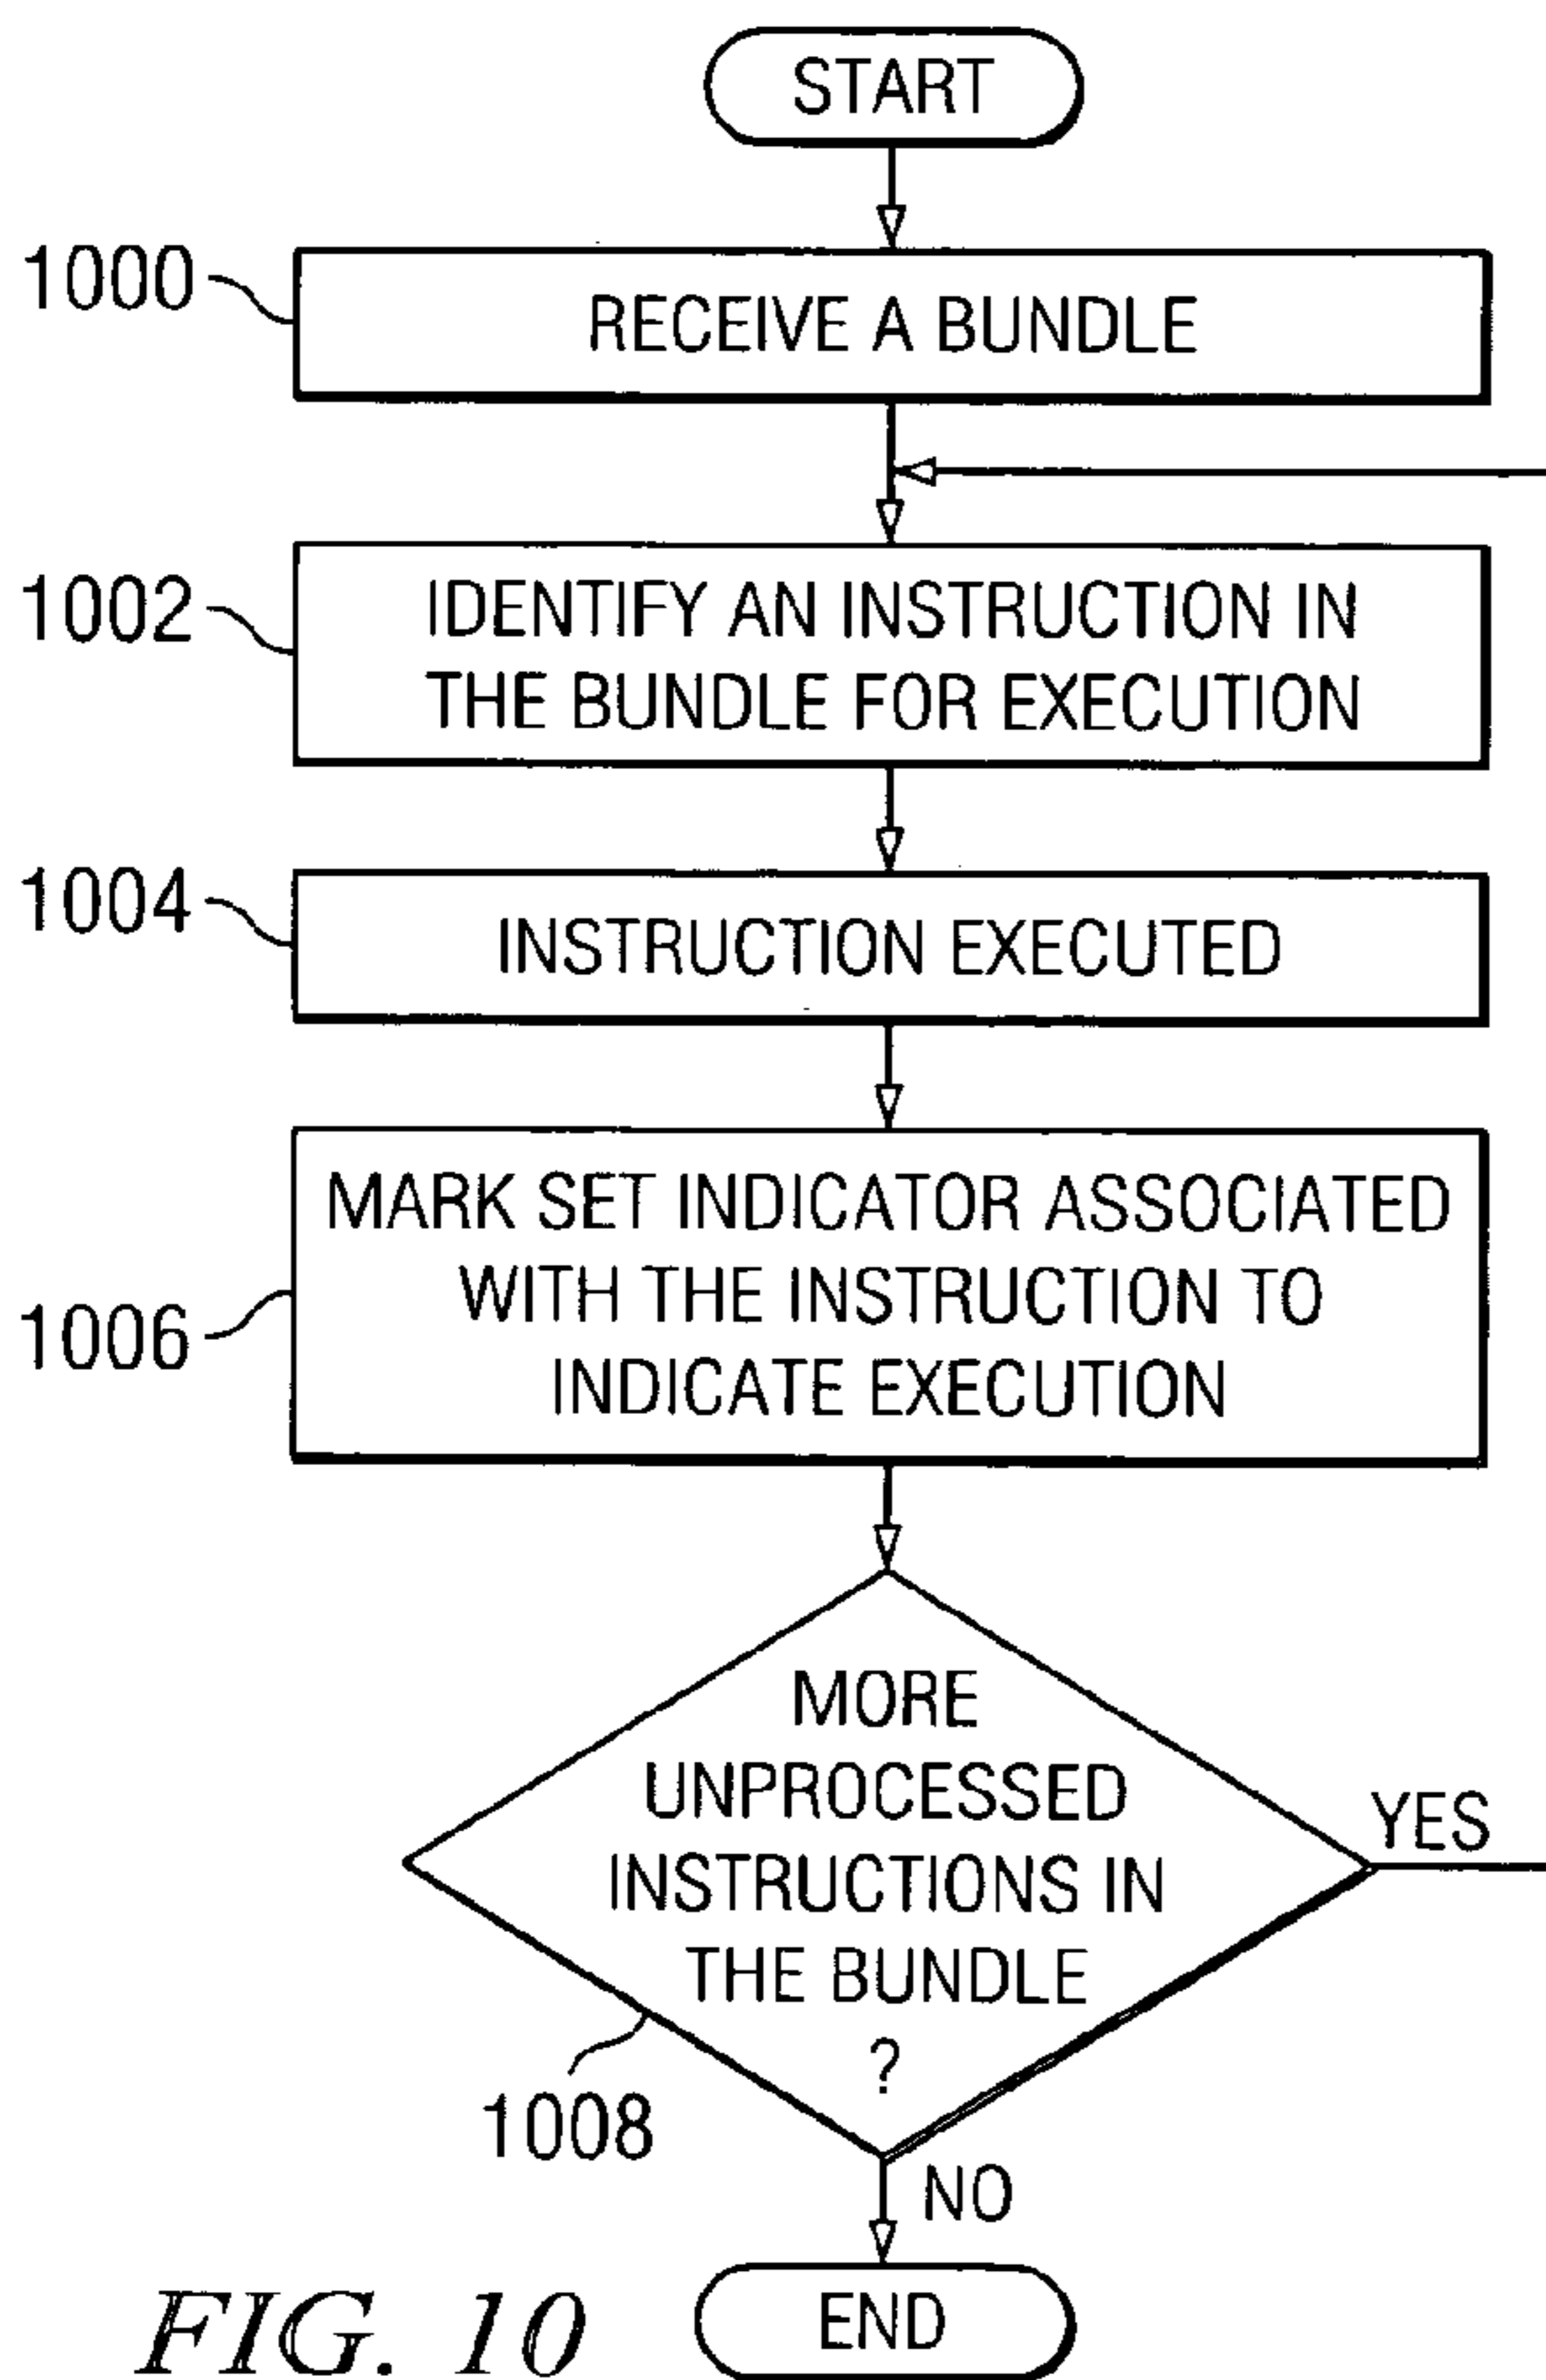 START
1000
RECEIVE A BUNDLE
1002
IDENTIFY AN INSTRUCTION IN
THE BUNDLE FOR EXECUTION
1004
INSTRUCTION EXECUTED
MARK SET INDICATOR ASSOCIATED
WITH THE INSTRUCTION TO
1006
INDICATE EXECUTION
MORE
UNPROCESSED
YES
INSTRUCTIONS IN
THE BUNDLE
?
1008
NO
END
FIG. 10